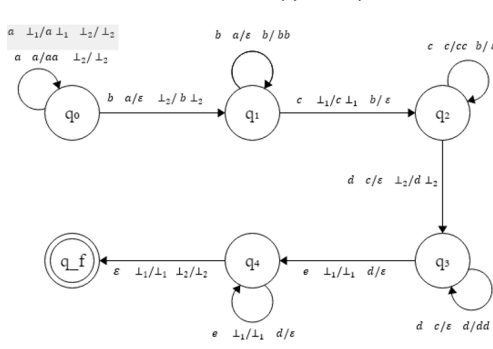 a ⊥₁/a ⊥₁ ⊥₂/⊥₂
a a/aa ⊥₂/⊥₂
b a/ε b/bb
c c/cc b/
q₀
b a/ε ⊥₂/b ⊥₂
q₁
c ⊥₁/c ⊥₁ b/ε
q₂
d c/ε ⊥₂/d ⊥₂
q_f
ε ⊥₁/⊥₁ ⊥₂/⊥₂
q₄
e ⊥₁/⊥₁ d/ε
q₃
e ⊥₁/⊥₁ d/ε
d c/ε d/dd